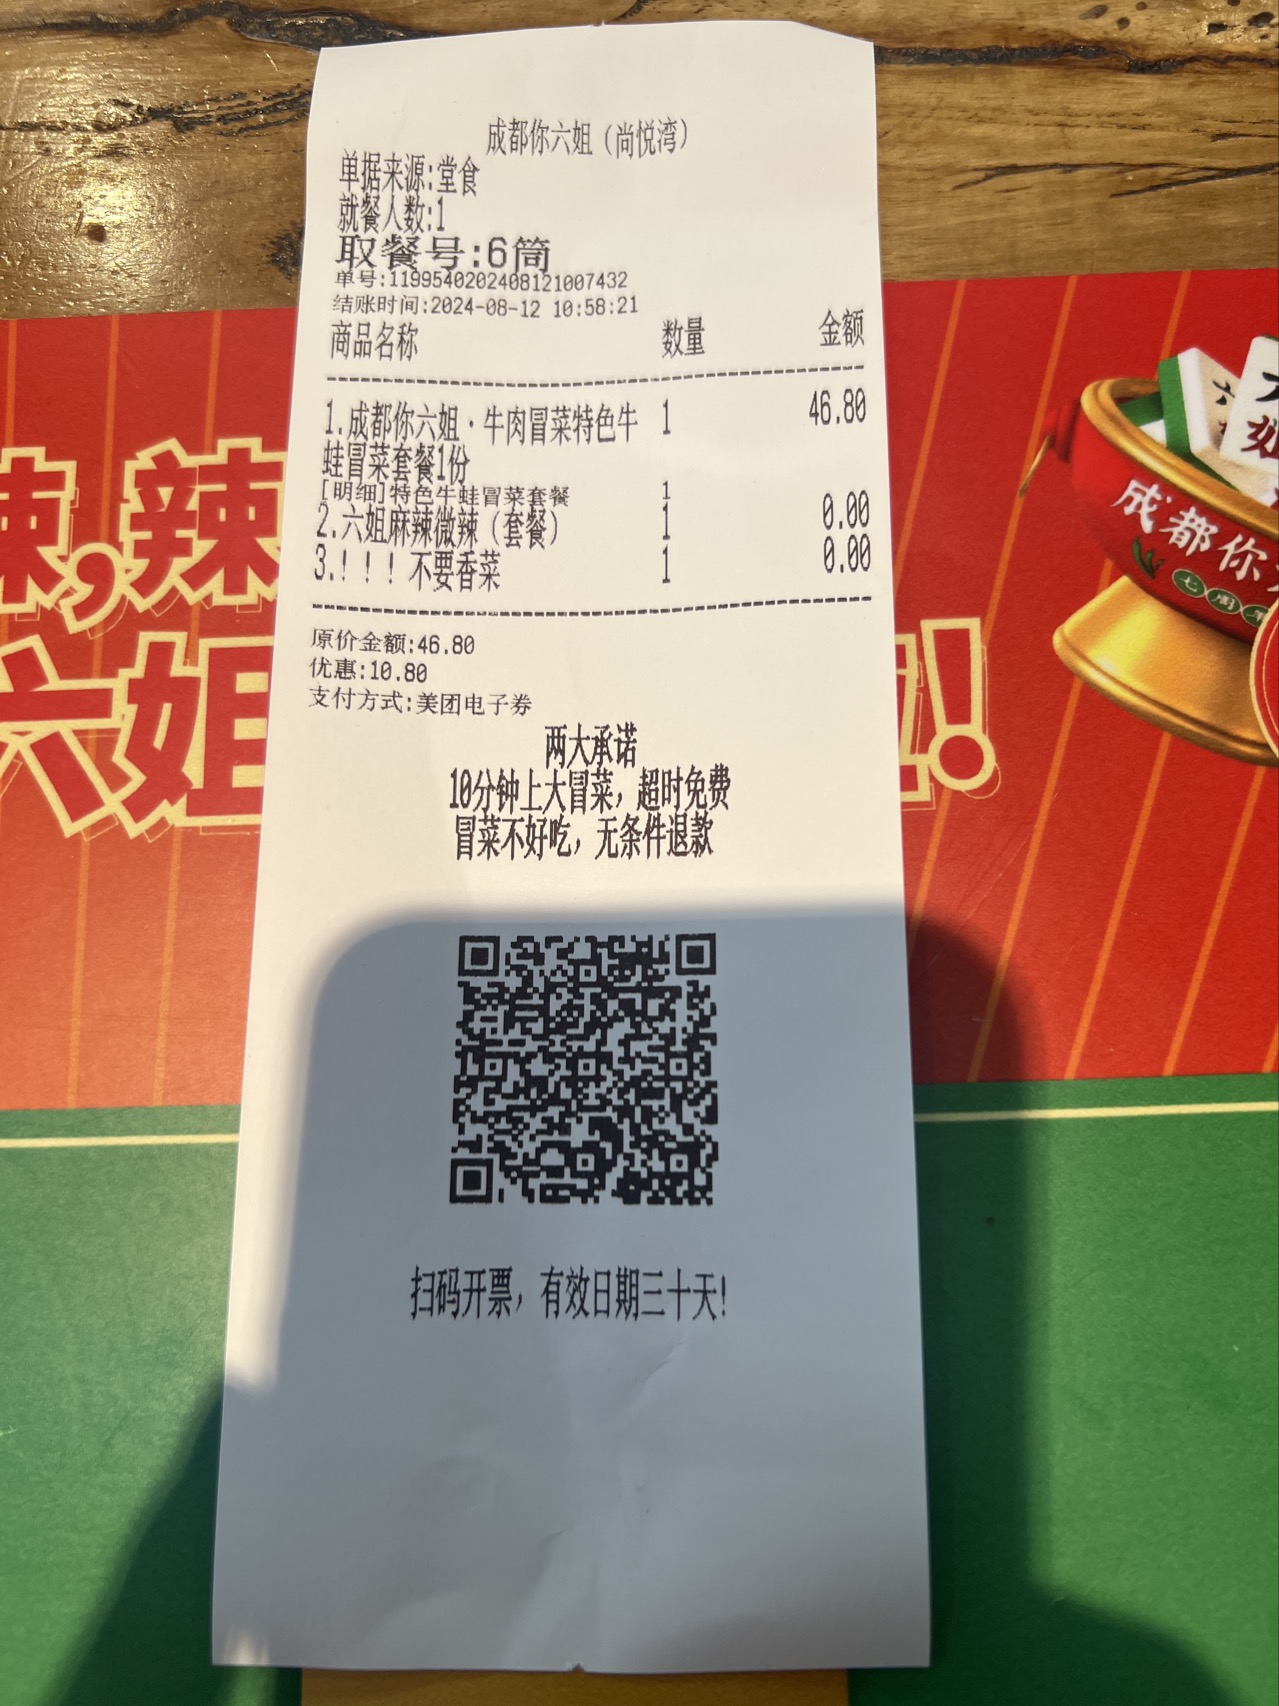 成都你六姐（尚悦湾）
单据来源:堂食
就餐人数:1
取餐号:6筒
单号:1199540202408121007432
结账时间:2024-08-12 10:58:21
商品名称 数量 金额
1.成都你六姐·牛肉冒菜特色牛 1 46.80
蛙冒菜套餐1份
[明细]特色牛蛙冒菜套餐 1
2.六姐麻辣微辣（套餐） 1 0.00
3.！！！不要香菜 1 0.00
原价金额:46.80
优惠:10.80
支付方式:美团电子券
两大承诺
10分钟上大冒菜，超时免费
冒菜不好吃，无条件退款
扫码开票，有效日期三十天!
辣,辣
六姐
!
成都你